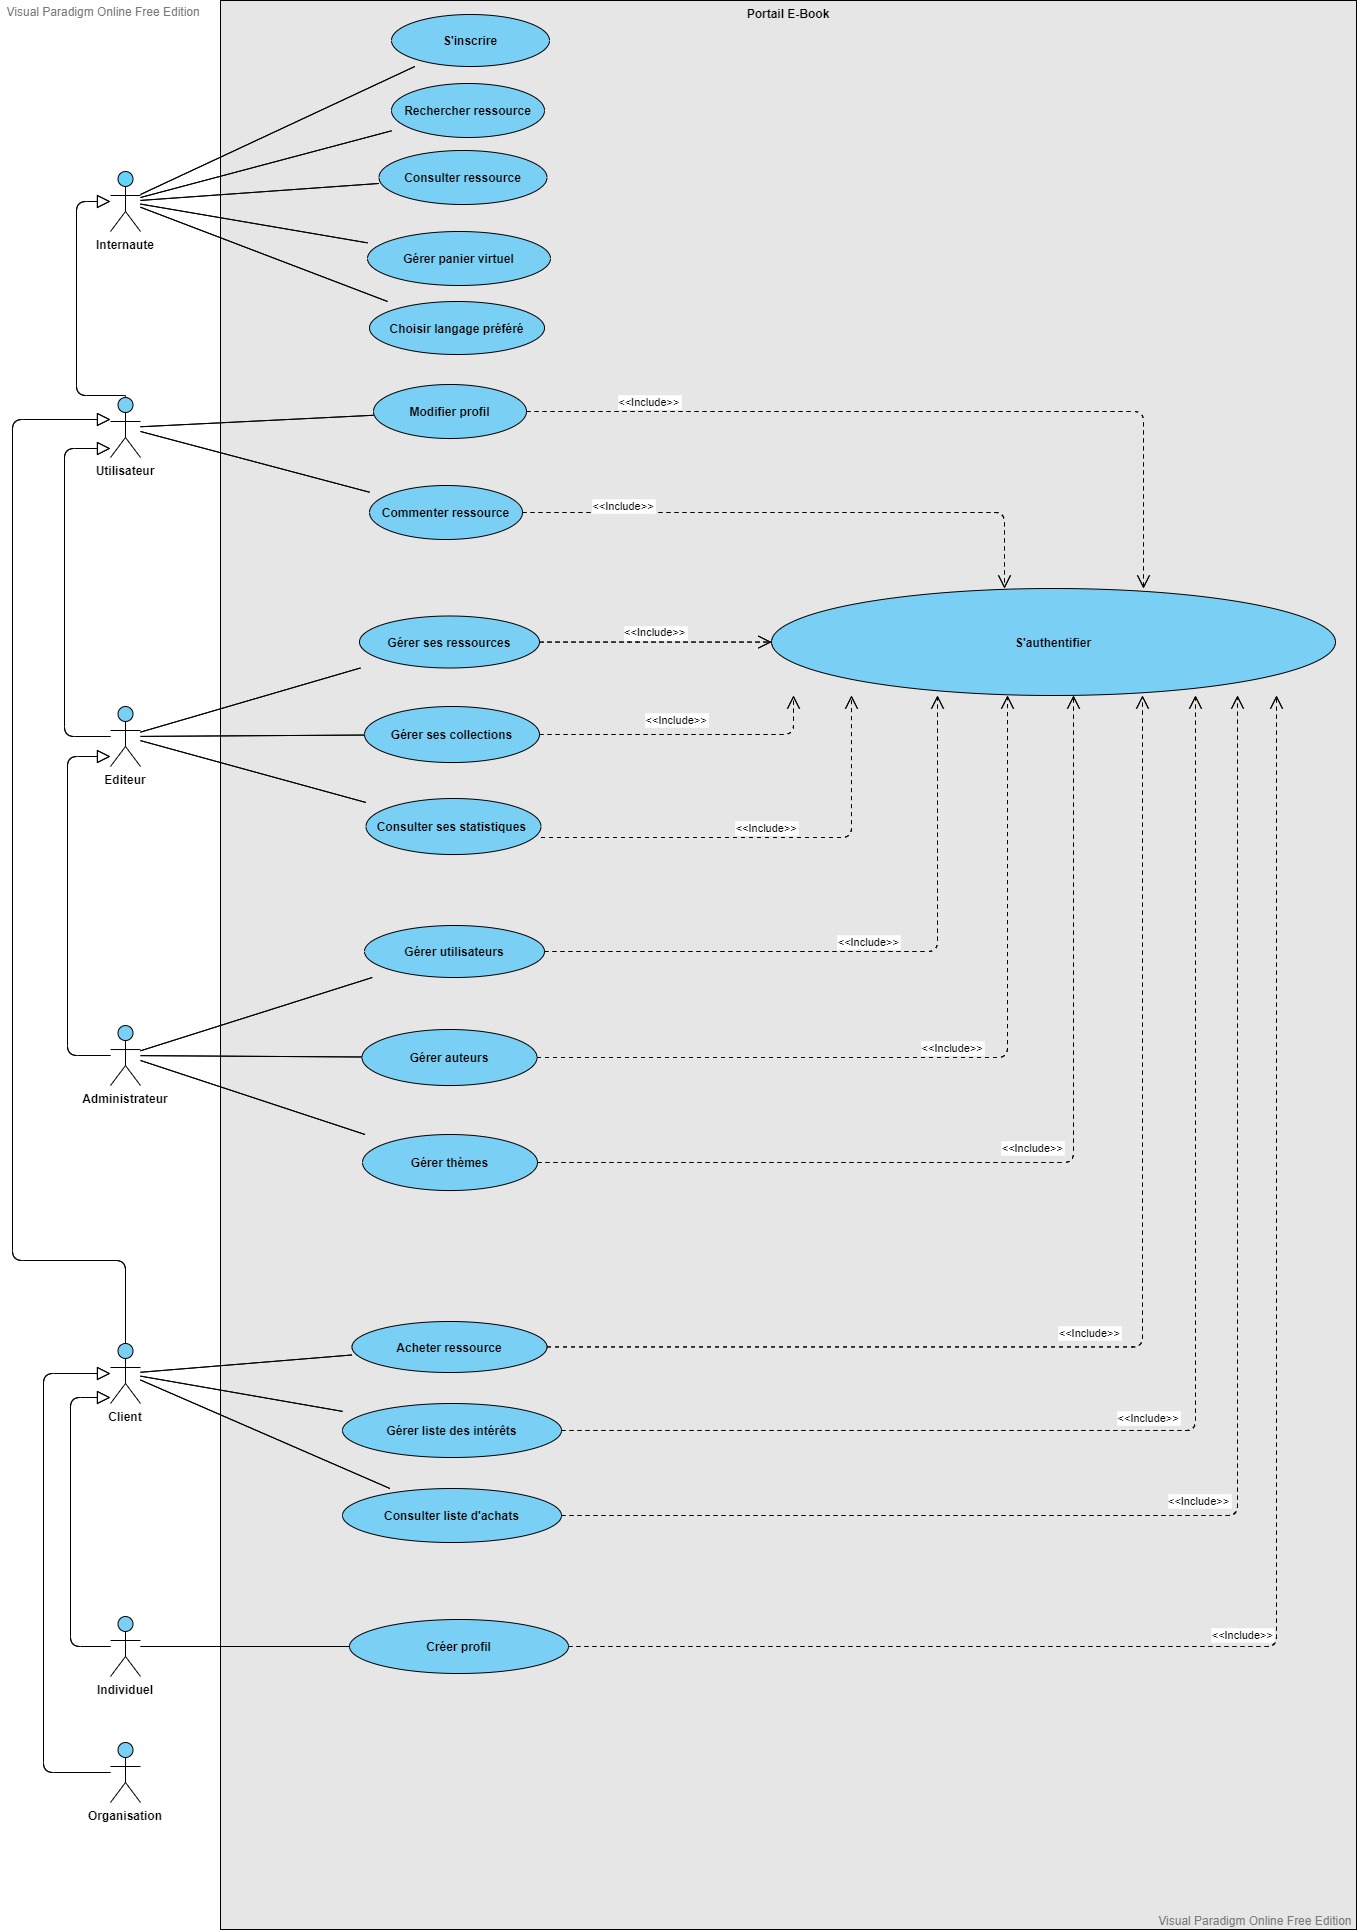 Visual Paradigm Online Free Edition
Portail E-Book
S'inscrire
Rechercher ressource
Consulter ressource
Internaute
Gérer panier virtuel
Choisir langage préféré
<<Include>>
Modifier profil
Utilisateur
<<Include>>
Commenter ressource
<<Include>>
Gérer ses ressources
S'authentifier
<<Include>>
Gérer ses collections
Editeur
Consulter ses statistiques
<<Include>>
<<Include>>
Gérer utilisateurs
<<Include>>
Gérer auteurs
Administrateur
<<Include>>
Gérer thèmes
<<Include>>
Acheter ressource
Client
<<Include>>
Gérer liste des intérêts
<<Include>>
Consulter liste d'achats
<<Include>>
Créer profil
Individuel
Organisation
Visual Paradigm Online Free Edition